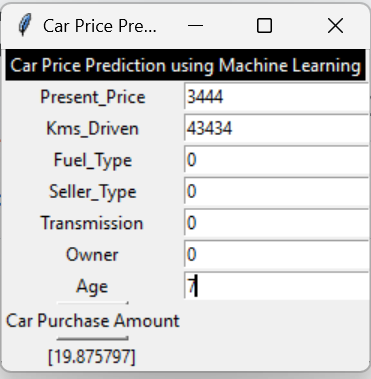 Car Price Pre...
Car Price Prediction using Machine Learning
Present_Price 3444
Kms_Driven 43434
Fuel_Type 0
Seller_Type 0
Transmission 0
Owner 0
Age 7
Car Purchase Amount
[19.875797]